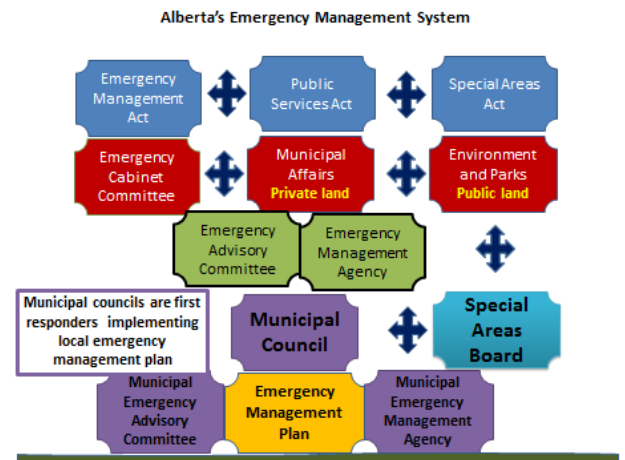 Alberta's Emergency Management System
Emergency
Management
Act
Public
Services Act
Special Areas
Act
Emergency
Cabinet
Committee
Municipal
Affairs
Private land
Environment
and Parks
Public land
Emergency
Advisory
Committee
Emergency
Management
Agency
Municipal councils are first
responders implementing
local emergency
management plan
Municipal
Council
Special
Areas
Board
Municipal
Emergency
Advisory
Committee
Emergency
Management
Plan
Municipal
Emergency
Management
Agency